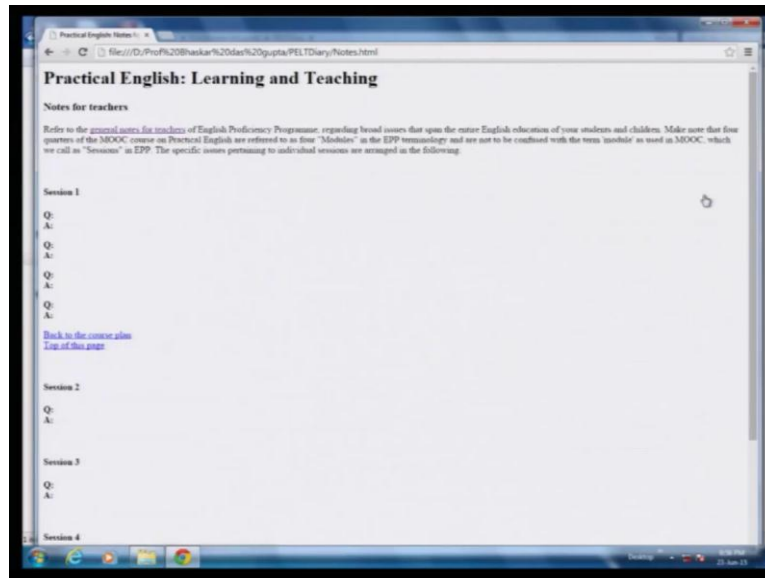 Practical English: Notes fo
file:///D:/Prof%20Bhaskar%20das%20gupta/PELTDiary/Notes.html
Practical English: Learning and Teaching
Notes for teachers
Refer to the general notes for teachers of English Proficiency Programme, regarding broad issues that span the entire English education of your students and children. Make note that four
quarters of the MOOC course on Practical English are referred to as four "Modules" in the EPP terminology and are not to be confused with the term 'module' as used in MOOC, which
we call as "Sessions" in EPP. The specific issues pertaining to individual sessions are arranged in the following.
Session 1
Q:
A:
Q:
A:
Q:
A:
Q:
A:
Back to the course plan
Top of this page
Session 2
Q:
A:
Session 3
Q:
A:
Session 4
Desktop
23-Jun-15